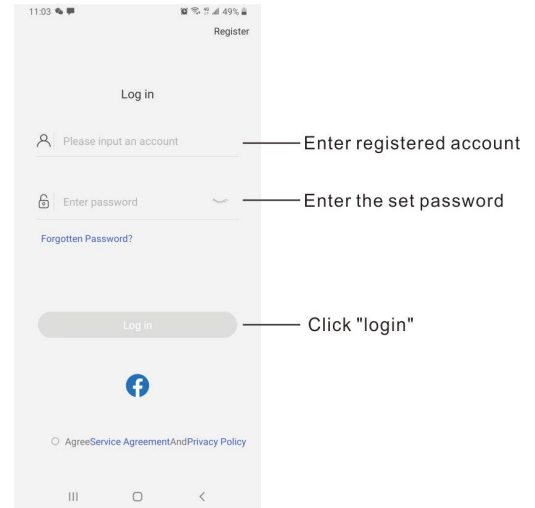 11:03 49%
Register
Log in
Please input an account
Enter registered account
Enter password
Enter the set password
Forgotten Password?
Log in
Click "login"
AgreeService AgreementAndPrivacy Policy